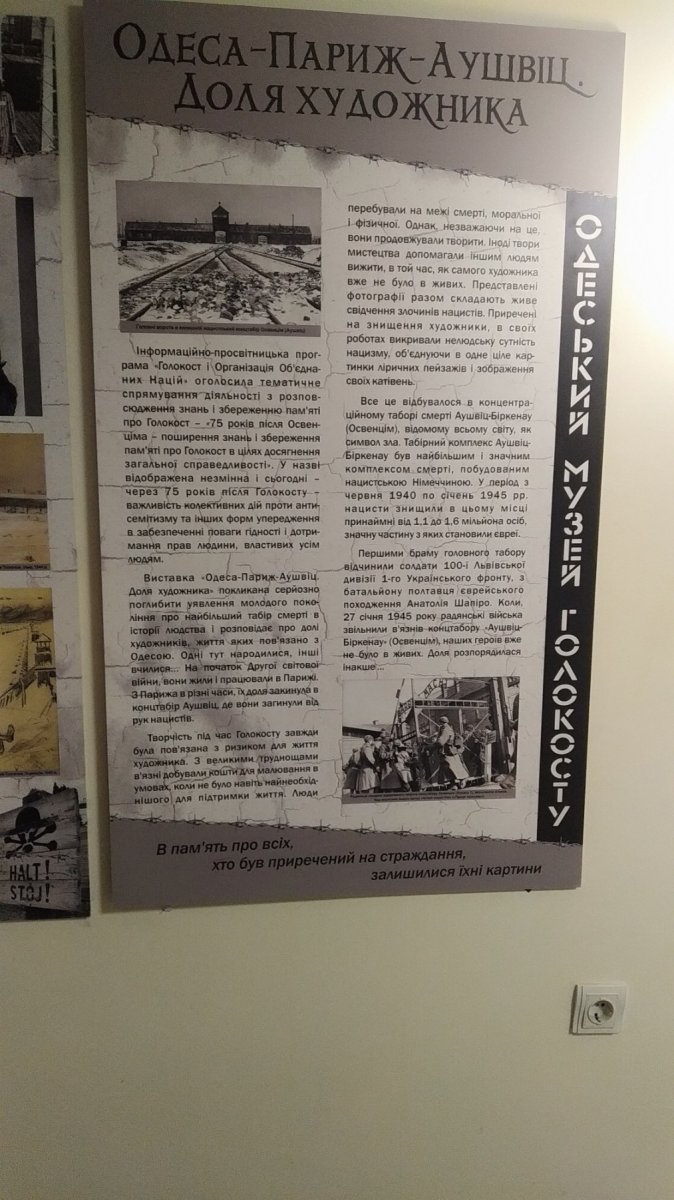 Одеса-Париж-Аушвіц.
Доля художника
Головні ворота в колишній нацистський концтабір Освенцім (Аушвіц)
Інформаційно-просвітницька прог-
рама «Голокост і Організація Об'єдна-
них Націй» оголосила тематичне
спрямування діяльності з розпов-
сюдження знань і збереженню пам'яті
про Голокост – «75 років після Освен-
ціма – поширення знань і збереження
пам'яті про Голокост в цілях досягнення
загальної справедливості». У назві
відображена незмінна і сьогодні –
через 75 років після Голокосту –
важливість колективних дій проти анти-
семітизму та інших форм упередження
в забезпеченні поваги гідності і дотри-
мання прав людини, властивих усім
людям.
Виставка «Одеса-Париж-Аушвіц.
Доля художника» покликана серйозно
поглибити уявлення молодого поко-
ління про найбільший табір смерті в
історії людства і розповідає про долі
художників, життя яких пов'язано з
Одесою. Одні тут народилися, інші
вчилися... На початок Другої світової
війни, вони жили і працювали в Парижі.
З Парижа в різні часи, їх доля закинула в
концтабір Аушвіц, де вони загинули від
рук нацистів.
Творчість під час Голокосту завжди
була пов'язана з ризиком для життя
художника. З великими труднощами
в'язні добували кошти для малювання в
умовах, коли не було навіть найнеобхід-
нішого для підтримки життя. Люди
перебували на межі смерті, моральної
і фізичної. Однак, незважаючи на це,
вони продовжували творити. Іноді твори
мистецтва допомагали іншим людям
вижити, в той час, як самого художника
вже не було в живих. Представлені
фотографії разом складають живе
свідчення злочинів нацистів. Приречені
на знищення художники, в своїх
роботах викривали нелюдську сутність
нацизму, об'єднуючи в одне ціле кар-
тинки ліричних пейзажів і зображення
своїх катівень.
Все це відбувалося в концентра-
ційному таборі смерті Аушвіц-Біркенау
(Освенцім), відомому всьому світу, як
символ зла. Табірний комплекс Аушвіц-
Біркенау був найбільшим і значним
комплексом смерті, побудованим
нацистською Німеччиною. У період з
червня 1940 по січень 1945 рр.
нацисти знищили в цьому місці
принаймні від 1,1 до 1,6 мільйона осіб,
значну частину з яких становили євреї.
Першими браму головного табору
відчинили солдати 100-ї Львівської
дивізії 1-го Українського фронту, з
батальйону полтавця єврейського
походження Анатолія Шапіро. Коли,
27 січня 1945 року радянські війська
звільнили в'язнів концтабору «Аушвіц-
Біркенау» (Освенцім), наших героїв вже
не було в живих. Доля розпорядилася
інакше...
В пам'ять про всіх,
хто був приречений на страждання,
залишилися їхні картини
ОДЕСЬКИЙ МУЗЕЙ ГОЛОКОСТУ
HALT!
STÓJ!